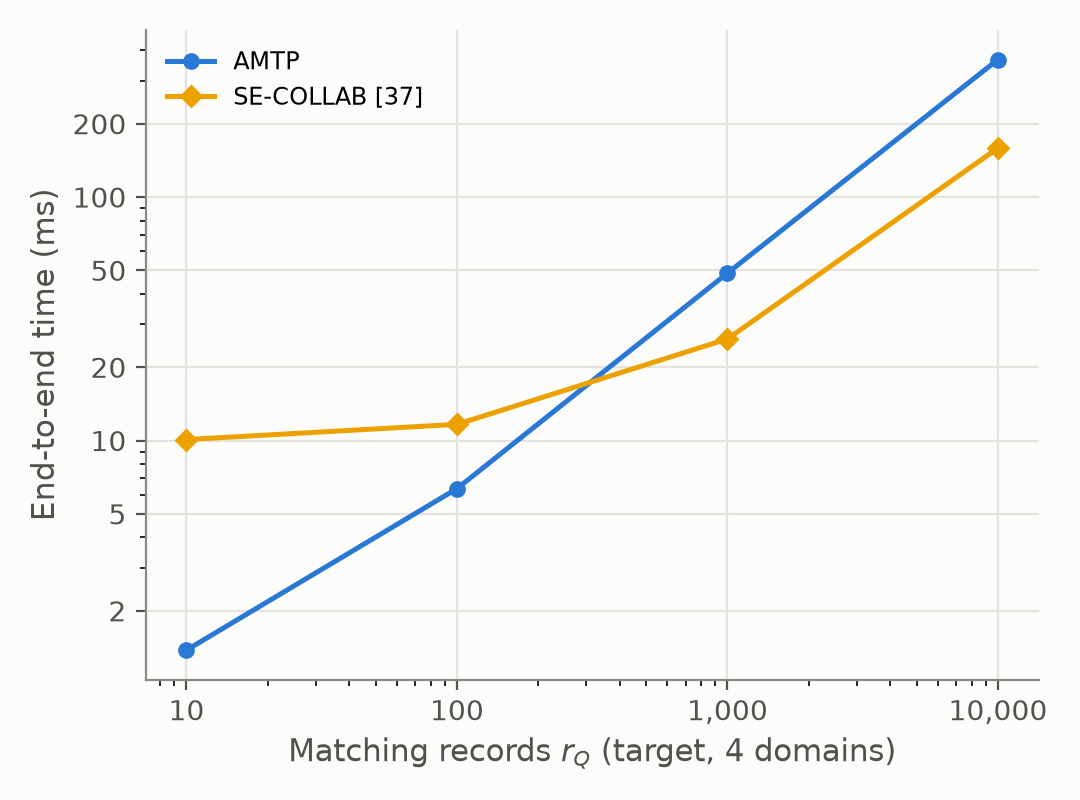 AMTP
SE-COLLAB [37]
End-to-end time (ms)
200
100
50
20
10
5
2
10 100 1,000 10,000
Matching records r_Q (target, 4 domains)